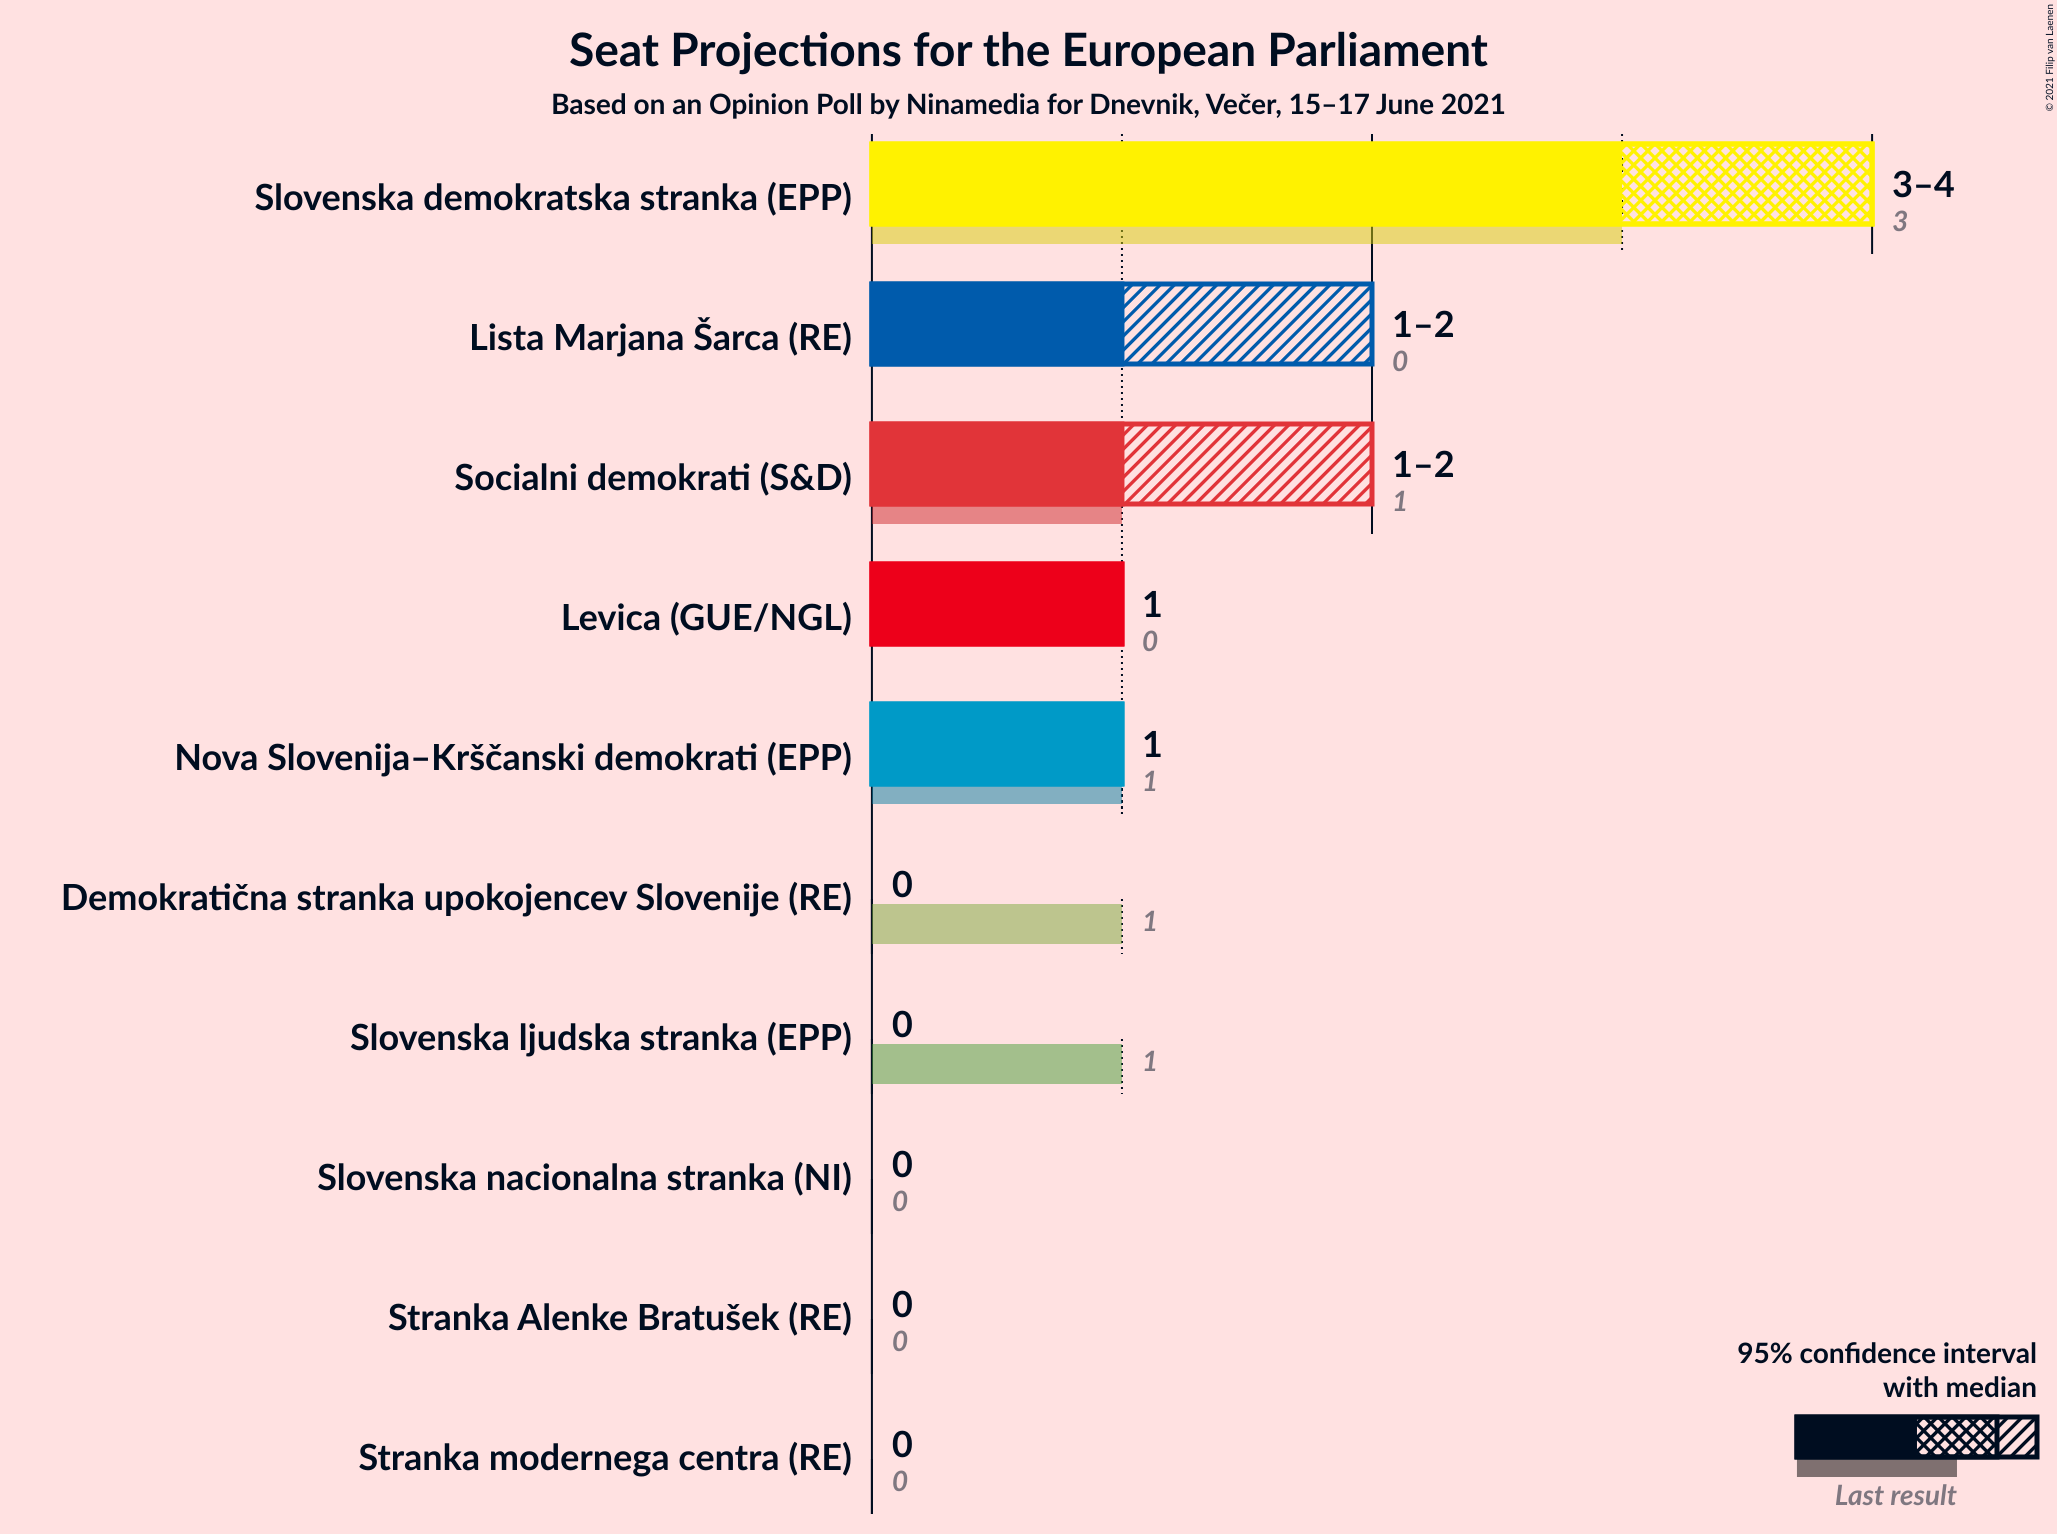 Seat Projections for the European Parliament
Based on an Opinion Poll by Ninamedia for Dnevnik, Večer, 15–17 June 2021
© 2021 Filip van Laenen
Slovenska demokratska stranka (EPP)
3–4
3
Lista Marjana Šarca (RE)
1–2
0
Socialni demokrati (S&D)
1–2
1
Levica (GUE/NGL)
1
0
Nova Slovenija–Krščanski demokrati (EPP)
1
1
Demokratična stranka upokojencev Slovenije (RE)
0
1
Slovenska ljudska stranka (EPP)
0
1
Slovenska nacionalna stranka (NI)
0
0
Stranka Alenke Bratušek (RE)
0
0
Stranka modernega centra (RE)
0
0
95% confidence interval
with median
Last result